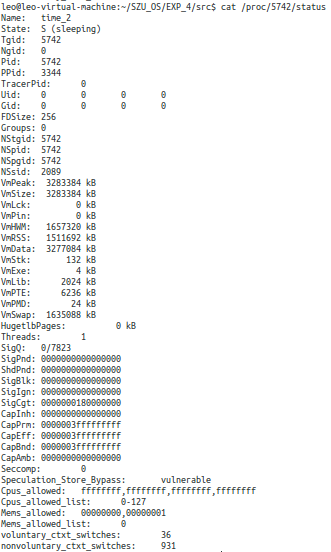 leo@leo-virtual-machine:~/SZU_OS/EXP_4/src$ cat /proc/5742/status
Name:   time_2
State:  S (sleeping)
Tgid:   5742
Ngid:   0
Pid:    5742
PPid:   3344
TracerPid:      0
Uid:    0       0       0       0
Gid:    0       0       0       0
FDSize: 256
Groups: 0
NStgid: 5742
NSpid:  5742
NSpgid: 5742
NSsid:  2089
VmPeak:  3283384 kB
VmSize:  3283384 kB
VmLck:         0 kB
VmPin:         0 kB
VmHWM:   1657320 kB
VmRSS:   1511692 kB
VmData:  3277084 kB
VmStk:       132 kB
VmExe:         4 kB
VmLib:      2024 kB
VmPTE:      6236 kB
VmPMD:        24 kB
VmSwap:  1635088 kB
HugetlbPages:          0 kB
Threads:        1
SigQ:   0/7823
SigPnd: 0000000000000000
ShdPnd: 0000000000000000
SigBlk: 0000000000000000
SigIgn: 0000000000000000
SigCgt: 0000000180000000
CapInh: 0000000000000000
CapPrm: 0000003fffffffff
CapEff: 0000003fffffffff
CapBnd: 0000003fffffffff
CapAmb: 0000000000000000
Seccomp:        0
Speculation_Store_Bypass:       vulnerable
Cpus_allowed:   ffffffff,ffffffff,ffffffff,ffffffff
Cpus_allowed_list:      0-127
Mems_allowed:   00000000,00000001
Mems_allowed_list:      0
voluntary_ctxt_switches:        36
nonvoluntary_ctxt_switches:     931